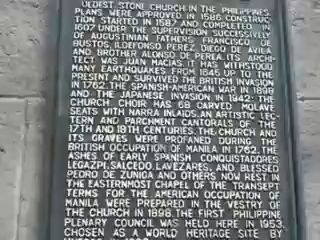 OLDEST STONE CHURCH IN THE PHILIPPINES.
PLANS WERE APPROVED IN 1586. CONSTRUC-
TION STARTED IN 1587 AND COMPLETED IN
1607 UNDER THE SUPERVISION SUCCESSIVELY
OF AUGUSTINIAN FATHERS FRANCISCO DE
BUSTOS, ILDEFONSO PEREZ, DIEGO DE AVILA
AND BROTHER ALONSO DE PEREA. ITS ARCHI-
TECT WAS JUAN MACIAS. IT HAS WITHSTOOD
MANY EARTHQUAKES FROM 1645 UP TO THE
PRESENT AND SURVIVED THE BRITISH INVASION
IN 1762, THE SPANISH-AMERICAN WAR IN 1898
AND THE JAPANESE INVASION IN 1942. THE
CHURCH CHOIR HAS 68 CARVED MOLAVE
SEATS WITH NARRA INLAIDS, AN ARTISTIC LEC-
TERN AND PARCHMENT CANTORALS OF THE
17TH AND 18TH CENTURIES. THE CHURCH AND
ITS GRAVES WERE PROFANED DURING THE
BRITISH OCCUPATION OF MANILA IN 1762. THE
ASHES OF EARLY SPANISH CONQUISTADORES
LEGAZPI, SALCEDO, LAVEZARES, AND BLESSED
PEDRO DE ZUNIGA AND OTHERS NOW REST IN
THE EASTERNMOST CHAPEL OF THE TRANSEPT.
TERMS FOR THE AMERICAN OCCUPATION OF
MANILA WERE PREPARED IN THE VESTRY OF
THE CHURCH IN 1898. THE FIRST PHILIPPINE
PLENARY COUNCIL WAS HELD HERE IN 1953.
CHOSEN AS A WORLD HERITAGE SITE BY